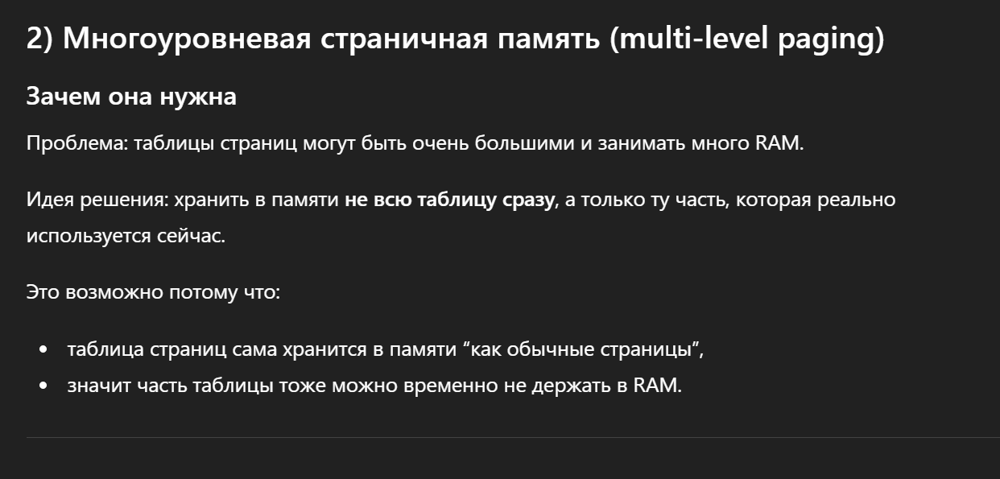 2) Многоуровневая страничная память (multi-level paging)
Зачем она нужна
Проблема: таблицы страниц могут быть очень большими и занимать много RAM.
Идея решения: хранить в памяти не всю таблицу сразу, а только ту часть, которая реально
используется сейчас.
Это возможно потому что:
• таблица страниц сама хранится в памяти “как обычные страницы”,
• значит часть таблицы тоже можно временно не держать в RAM.